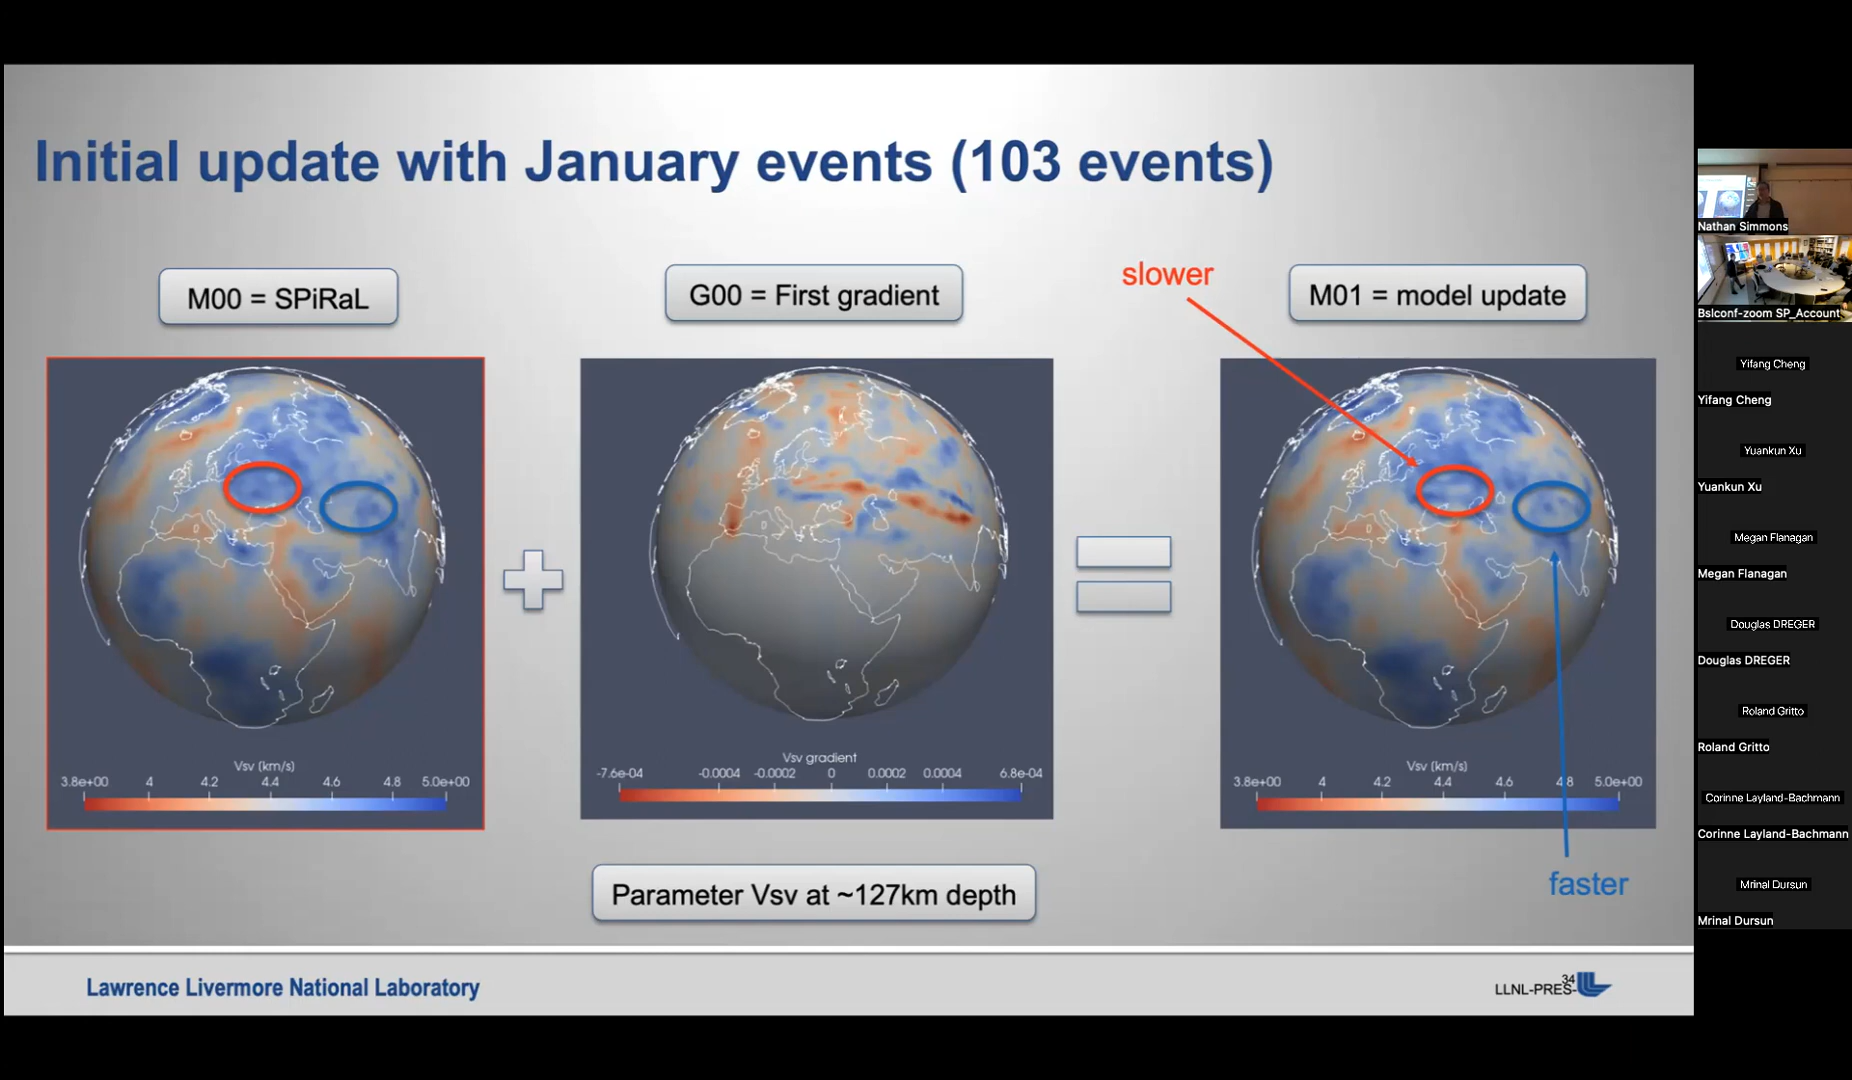 Initial update with January events (103 events)
M00 = SPiRaL
G00 = First gradient
slower
M01 = model update
Vsv (km/s)
3.8e+00 4 4.2 4.4 4.6 4.8 5.0e+00
Vsv gradient
-7.6e-04 -0.0004 -0.0002 0 0.0002 0.0004 6.8e-04
Vsv (km/s)
3.8e+00 4 4.2 4.4 4.6 4.8 5.0e+00
faster
Parameter Vsv at ~127km depth
Lawrence Livermore National Laboratory
34
LLNL-PRES-
Nathan Simmons
Bslconf-zoom SP_Account
Yifang Cheng
Yifang Cheng
Yuankun Xu
Yuankun Xu
Megan Flanagan
Megan Flanagan
Douglas DREGER
Douglas DREGER
Roland Gritto
Roland Gritto
Corinne Layland-Bachmann
Corinne Layland-Bachmann
Mrinal Dursun
Mrinal Dursun